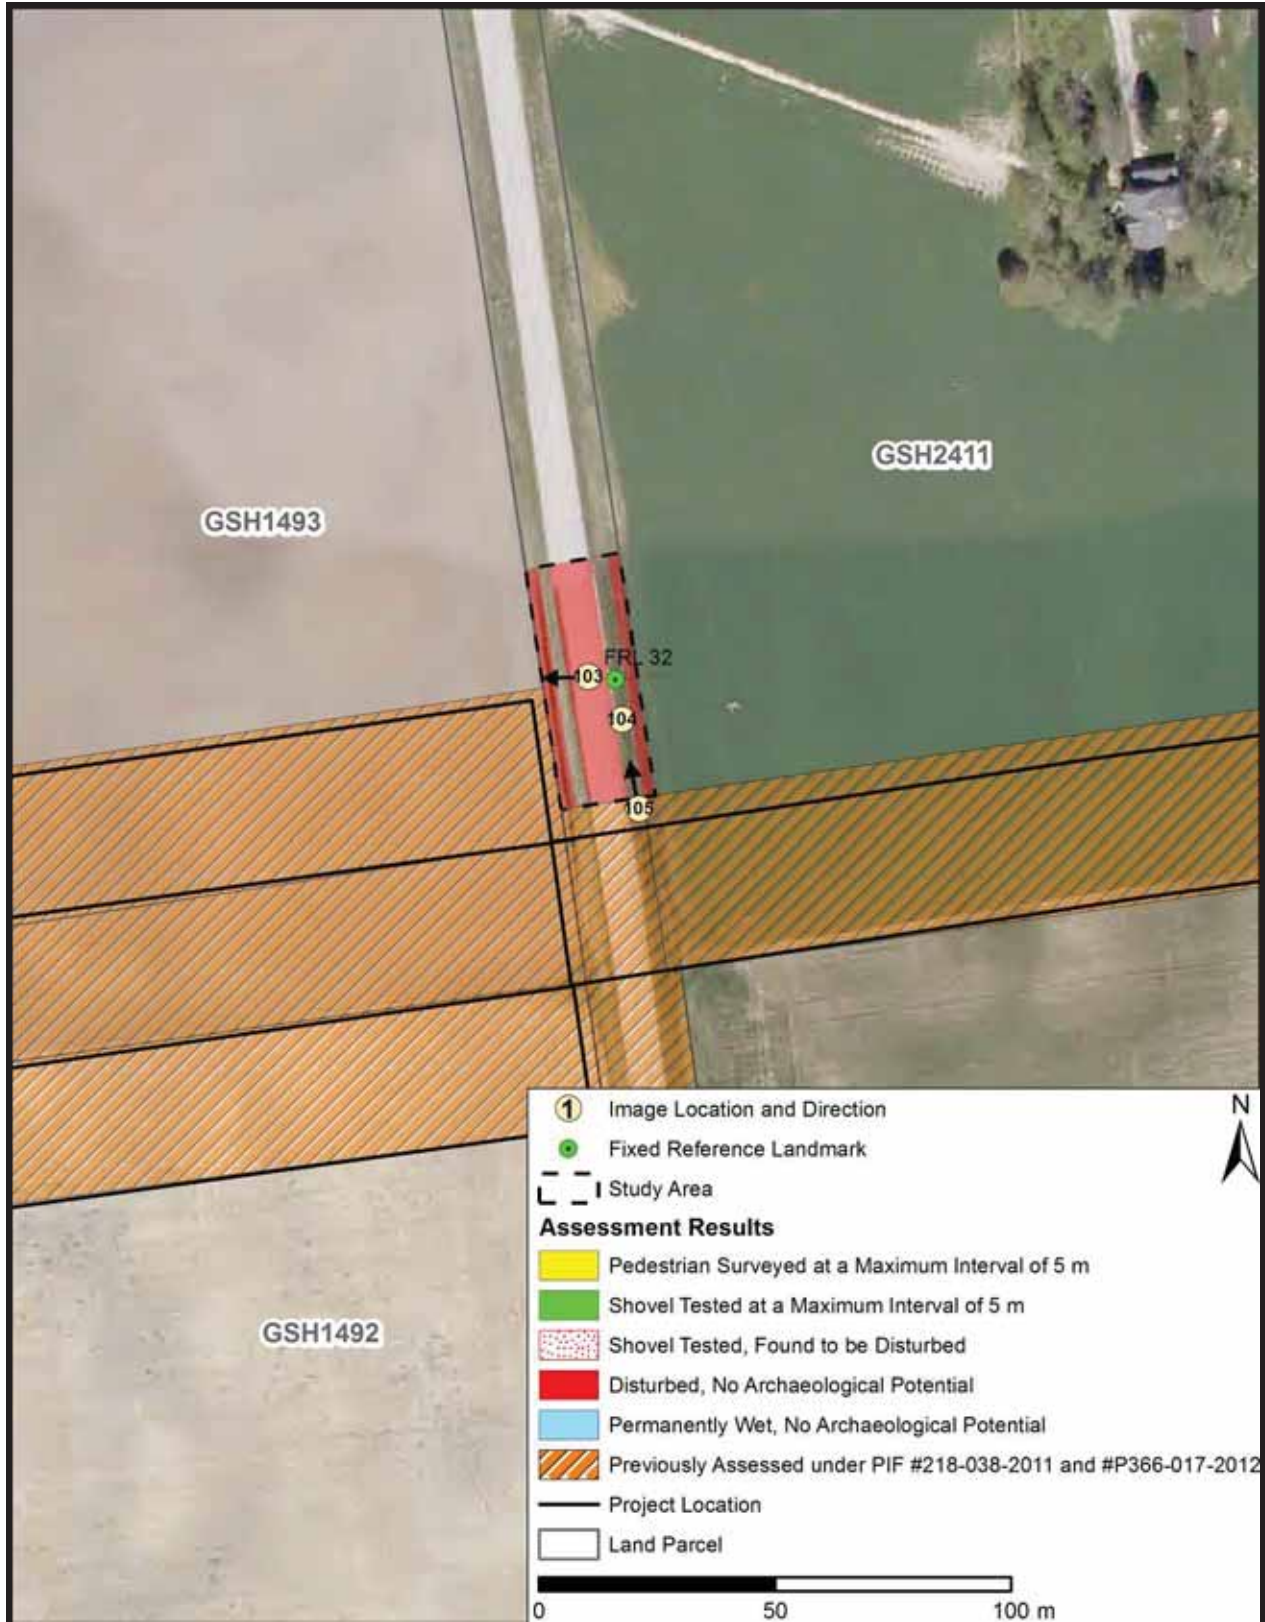 GSH2411
GSH1493
FRL 32
103
104
105
GSH1492
N
1 Image Location and Direction
Fixed Reference Landmark
Study Area
Assessment Results
Pedestrian Surveyed at a Maximum Interval of 5 m
Shovel Tested at a Maximum Interval of 5 m
Shovel Tested, Found to be Disturbed
Disturbed, No Archaeological Potential
Permanently Wet, No Archaeological Potential
Previously Assessed under PIF #218-038-2011 and #P366-017-2012
Project Location
Land Parcel
0 50 100 m